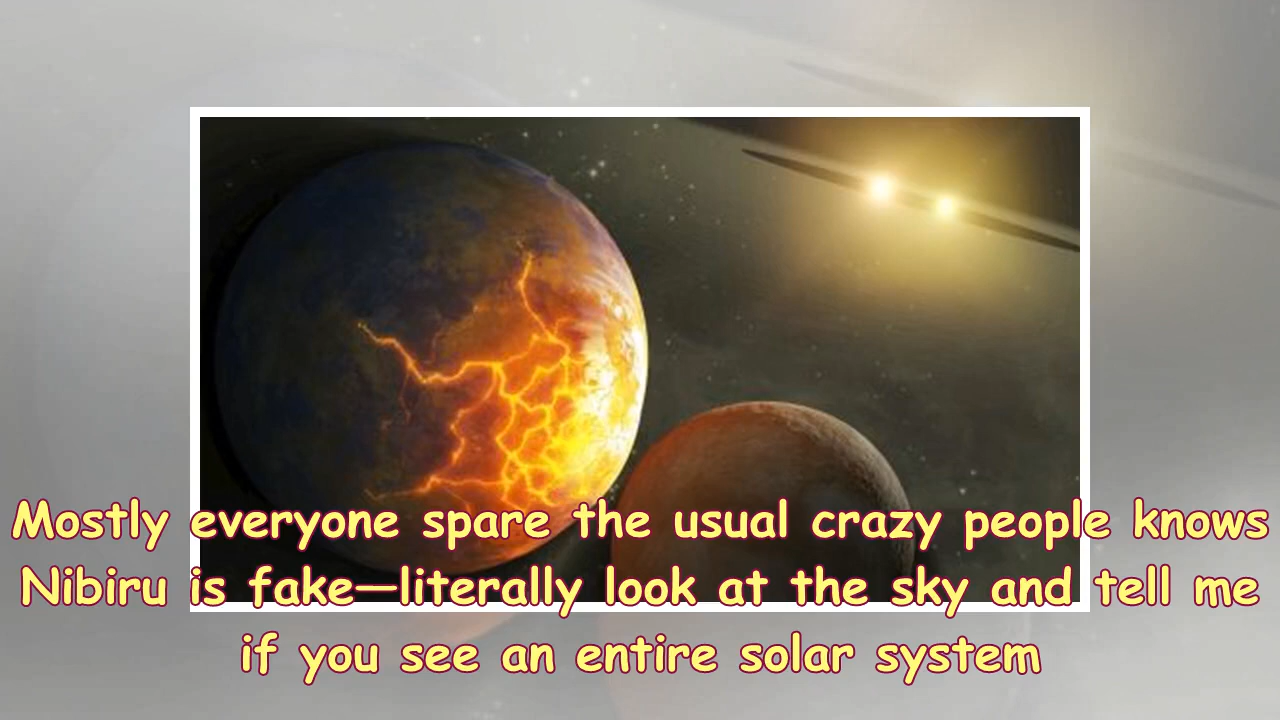 Mostly everyone spare the usual crazy people knows
Nibiru is fake—literally look at the sky and tell me
if you see an entire solar system